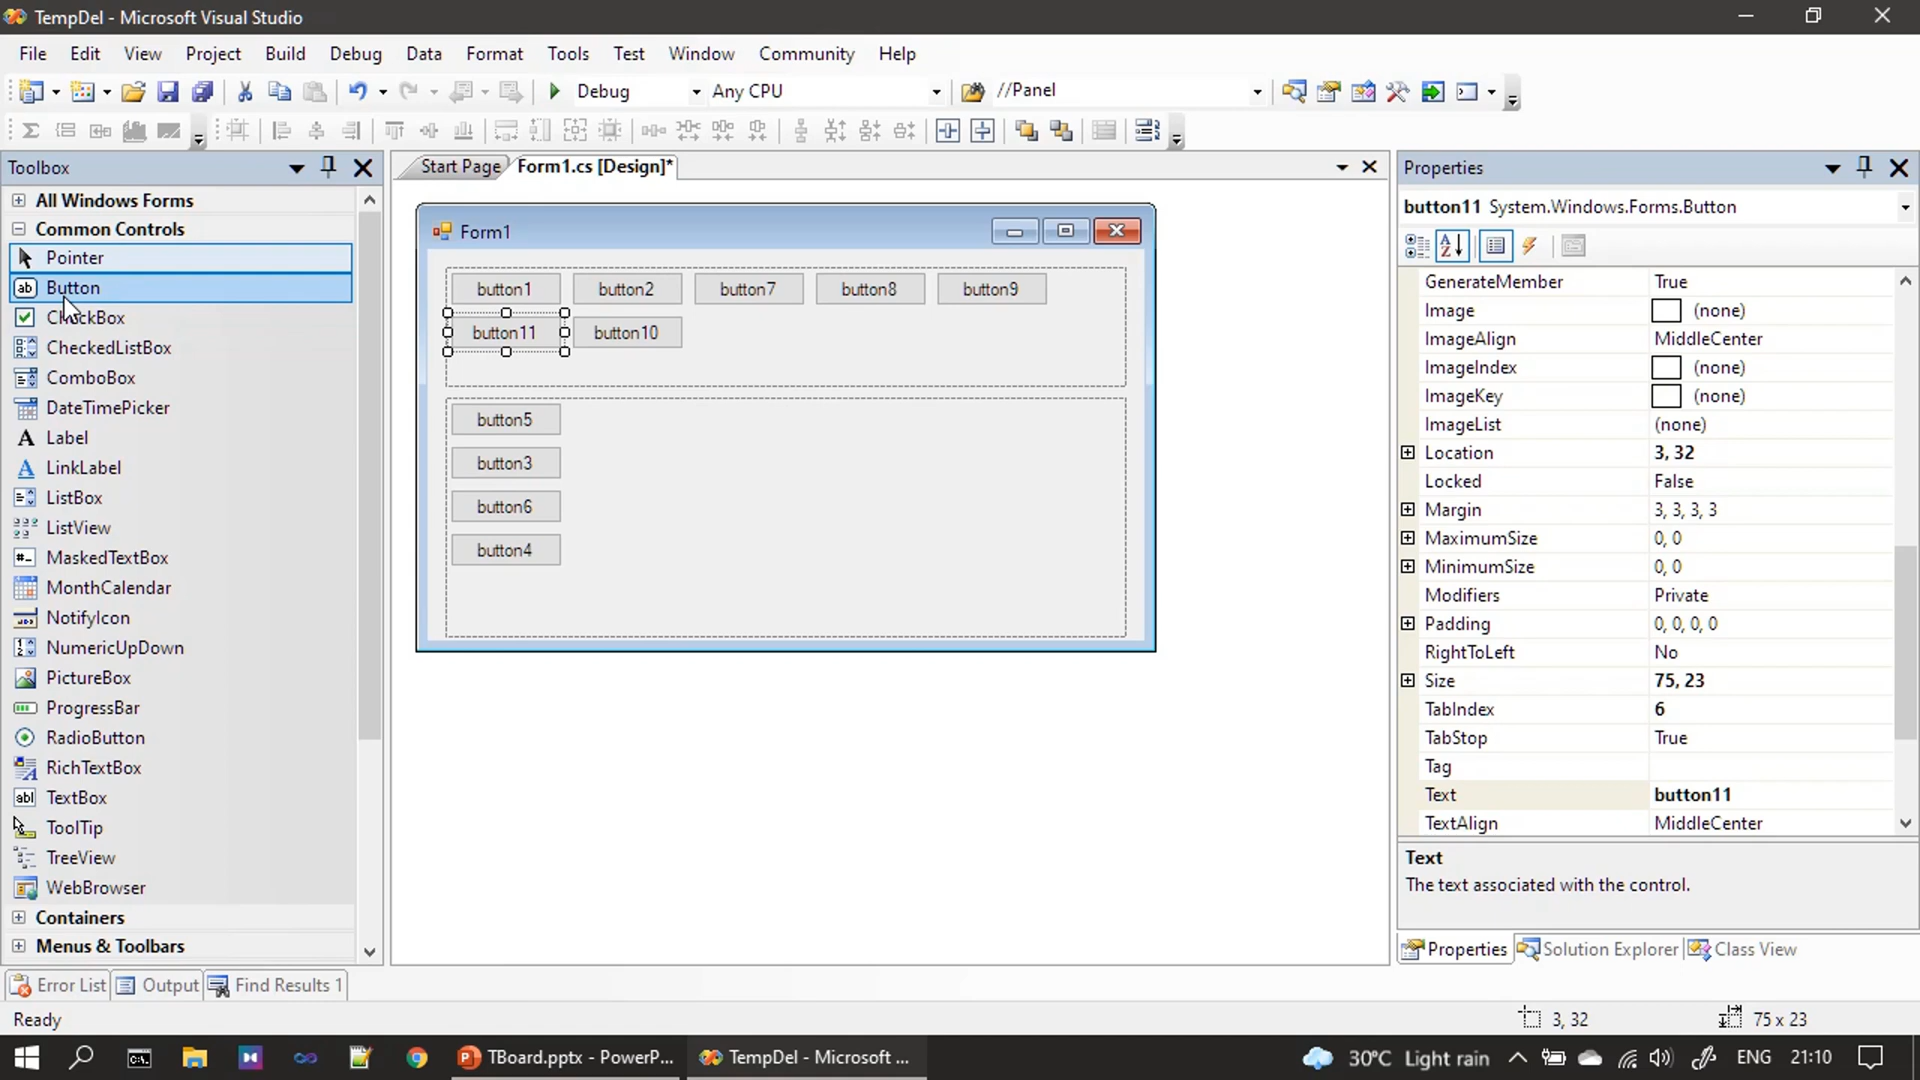 TempDel - Microsoft Visual Studio
File Edit View Project Build Debug Data Format Tools Test Window Community Help
Debug Any CPU //Panel
Toolbox
All Windows Forms
Common Controls
Pointer
Button
CheckBox
CheckedListBox
ComboBox
DateTimePicker
Label
LinkLabel
ListBox
ListView
MaskedTextBox
MonthCalendar
NotifyIcon
NumericUpDown
PictureBox
ProgressBar
RadioButton
RichTextBox
TextBox
ToolTip
TreeView
WebBrowser
Containers
Menus & Toolbars
Start Page Form1.cs [Design]*
Form1
button1 button2 button7 button8 button9
button11 button10
button5
button3
button6
button4
Properties
button11 System.Windows.Forms.Button
GenerateMember True
Image (none)
ImageAlign MiddleCenter
ImageIndex (none)
ImageKey (none)
ImageList (none)
Location 3, 32
Locked False
Margin 3, 3, 3, 3
MaximumSize 0, 0
MinimumSize 0, 0
Modifiers Private
Padding 0, 0, 0, 0
RightToLeft No
Size 75, 23
TabIndex 6
TabStop True
Tag
Text button11
TextAlign MiddleCenter
Text
The text associated with the control.
Properties Solution Explorer Class View
Error List Output Find Results 1
Ready 3, 32 75 x 23
TBoard.pptx - PowerP... TempDel - Microsoft ... 30°C Light rain ENG 21:10